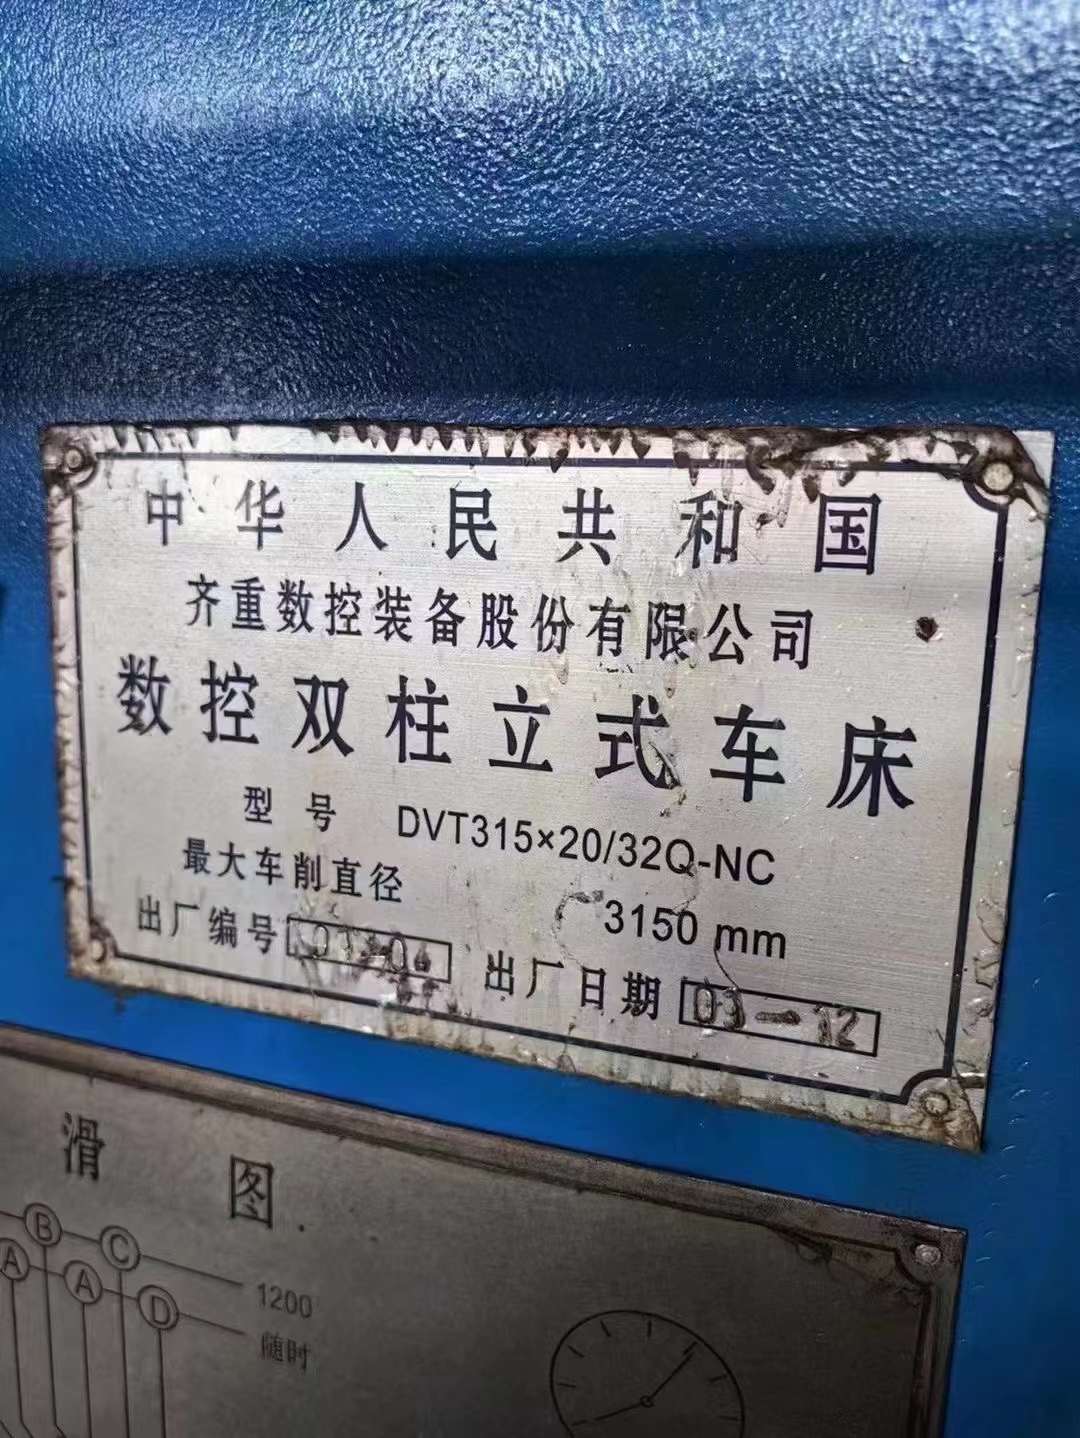 中华人民共和国
齐重数控装备股份有限公司
数控双柱立式车床
型号 DVT315×20/32Q-NC
最大车削直径 3150 mm
出厂编号
出厂日期 03-12
滑图
B
C
A
A
D
1200
随时